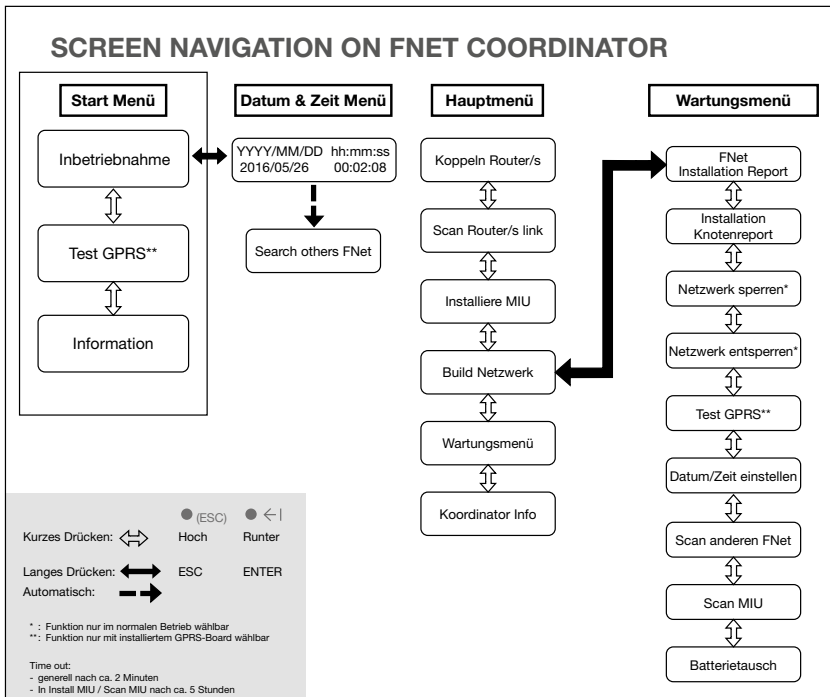 SCREEN NAVIGATION ON FNET COORDINATOR
Start Menü
Inbetriebnahme
Test GPRS**
Information
Datum & Zeit Menü
YYYY/MM/DD hh:mm:ss
2016/05/26 00:02:08
Search others FNet
Hauptmenü
Koppeln Router/s
Scan Router/s link
Installiere MIU
Build Netzwerk
Wartungsmenü
Koordinator Info
Wartungsmenü
FNet
Installation Report
Installation
Knotenreport
Netzwerk sperren*
Netzwerk entsperren*
Test GPRS**
Datum/Zeit einstellen
Scan anderen FNet
Scan MIU
Batterietausch
(ESC)
Kurzes Drücken: Hoch Runter
Langes Drücken: ESC ENTER
Automatisch:
* : Funktion nur im normalen Betrieb wählbar
**: Funktion nur mit installiertem GPRS-Board wählbar
Time out:
- generell nach ca. 2 Minuten
- In Install MIU / Scan MIU nach ca. 5 Stunden